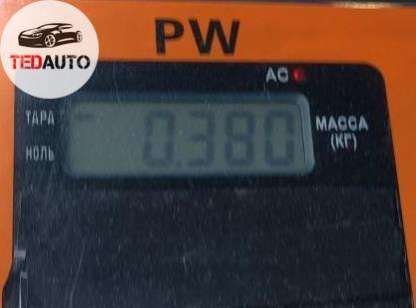 TEDAUTO
PW
AC
ТАРА
0.380
МАССА
(КГ)
НОЛЬ